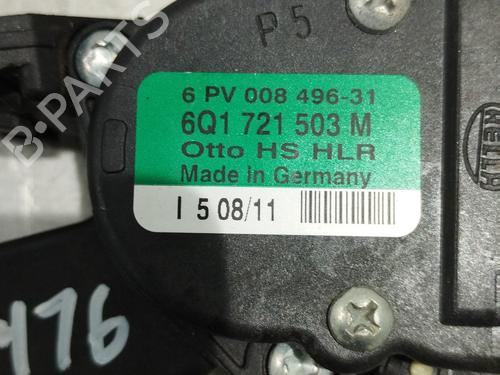 P 5
6 PV 008 496-31
6Q1 721 503 M
Otto HS HLR
Made in Germany
I 5 08/11
HELLA
476
B-PARTS